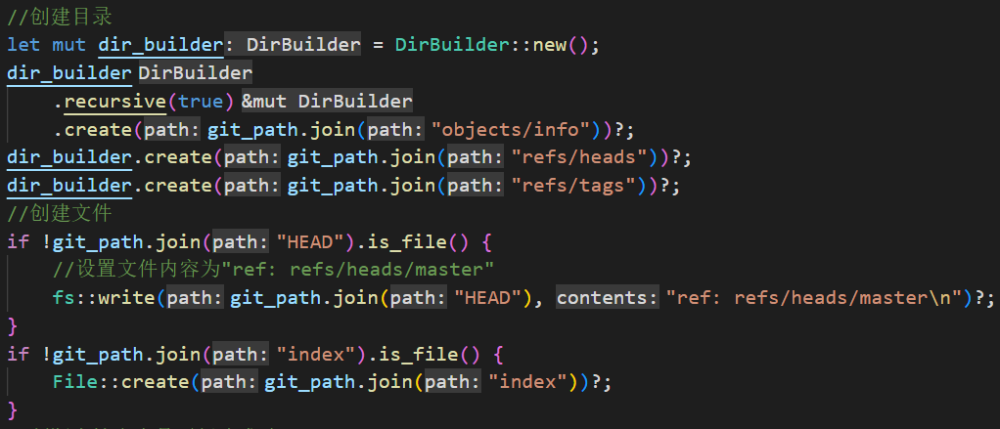 //创建目录
let mut dir_builder: DirBuilder = DirBuilder::new();
dir_builder DirBuilder
.recursive(true) &mut DirBuilder
.create(path: git_path.join(path: "objects/info"))?;
dir_builder.create(path: git_path.join(path: "refs/heads"))?;
dir_builder.create(path: git_path.join(path: "refs/tags"))?;
//创建文件
if !git_path.join(path: "HEAD").is_file() {
//设置文件内容为"ref: refs/heads/master"
fs::write(path: git_path.join(path: "HEAD"), contents: "ref: refs/heads/master\n")?;
}
if !git_path.join(path: "index").is_file() {
File::create(path: git_path.join(path: "index"))?;
}